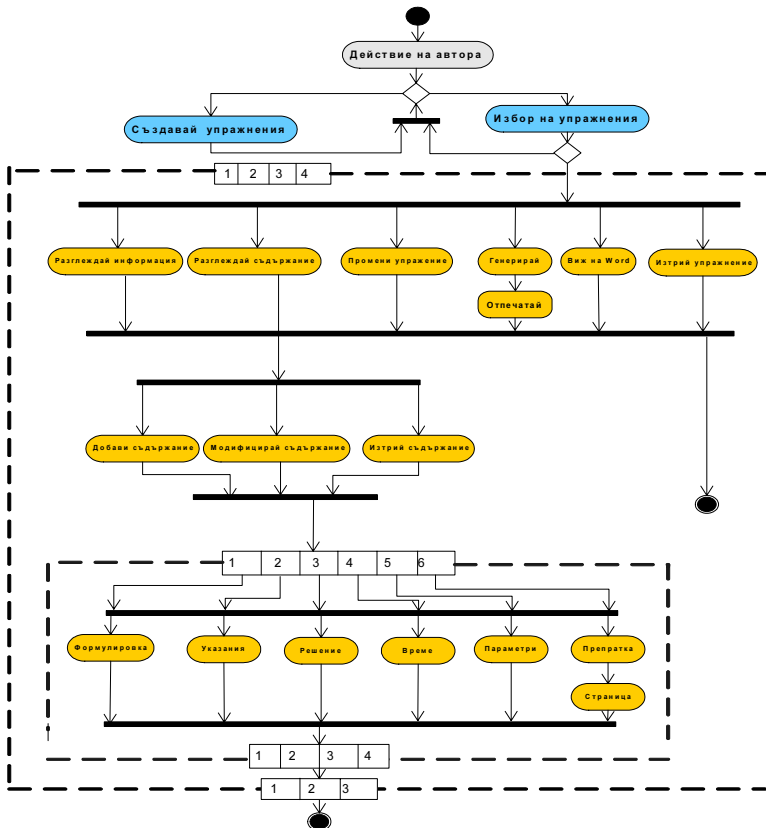 Действие на автора
Създавай упражнения
Избор на упражнения
1 2 3 4
Разглеждай информация
Разглеждай съдържание
Промени упражение
Генерирай
Виж на Word
Изтрий упражнение
Отпечатай
Добави съдържание
Модифицирай съдържание
Изтрий съдържание
1 2 3 4 5 6
Формулировка
Указания
Решение
Време
Параметри
Препратка
Страница
1 2 3 4
1 2 3